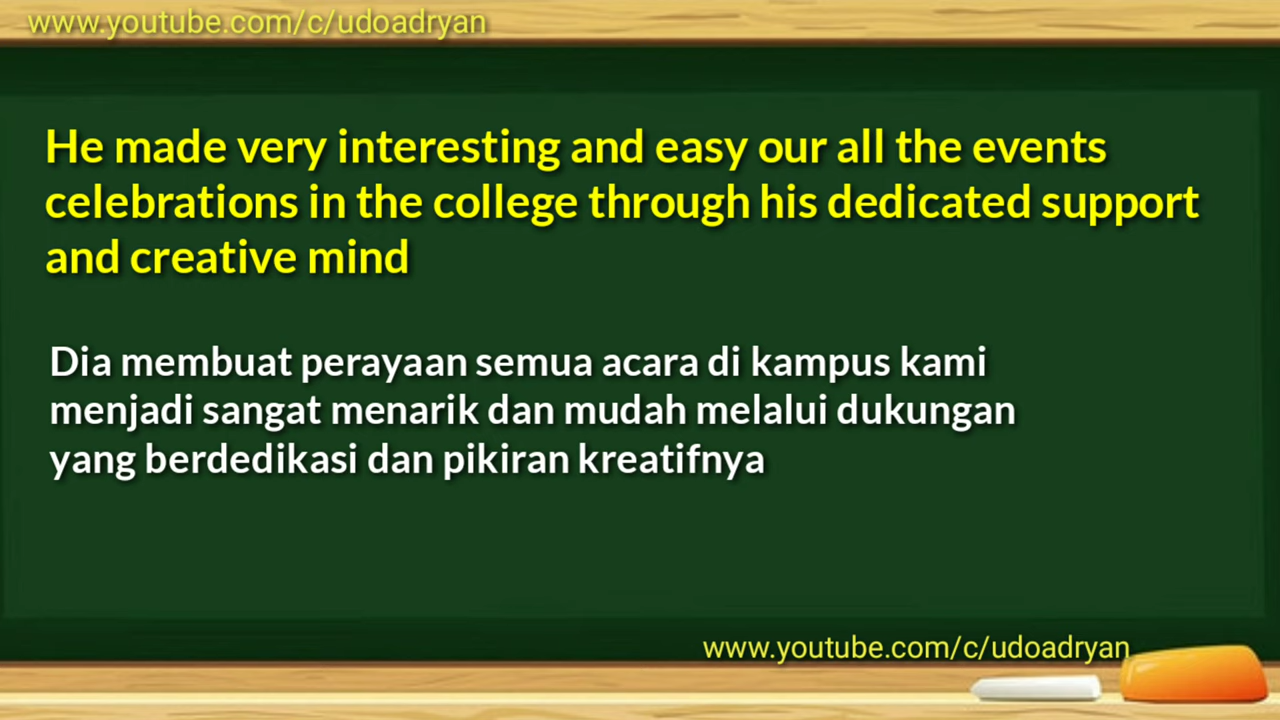 www.youtube.com/c/udoadryan
He made very interesting and easy our all the events
celebrations in the college through his dedicated support
and creative mind
Dia membuat perayaan semua acara di kampus kami
menjadi sangat menarik dan mudah melalui dukungan
yang berdedikasi dan pikiran kreatifnya
www.youtube.com/c/udoadryan